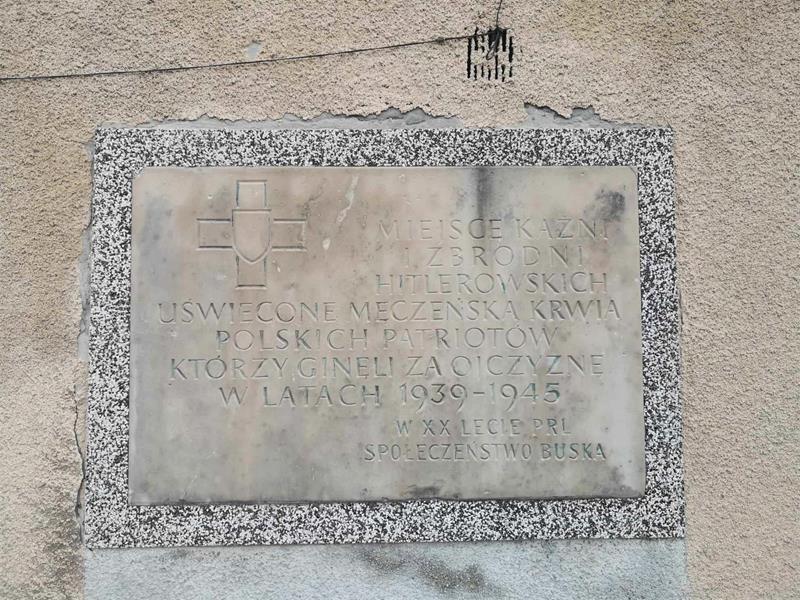 MIEJSCE KAŹNI
I ZBRODNI
HITLEROWSKICH
UŚWIĘCONE MĘCZEŃSKĄ KRWIĄ
POLSKICH PATRIOTÓW
KTÓRZY GINĘLI ZA OJCZYZNĘ
W LATACH 1939-1945
W XX LECIE PRL
SPOŁECZEŃSTWO BUSKA